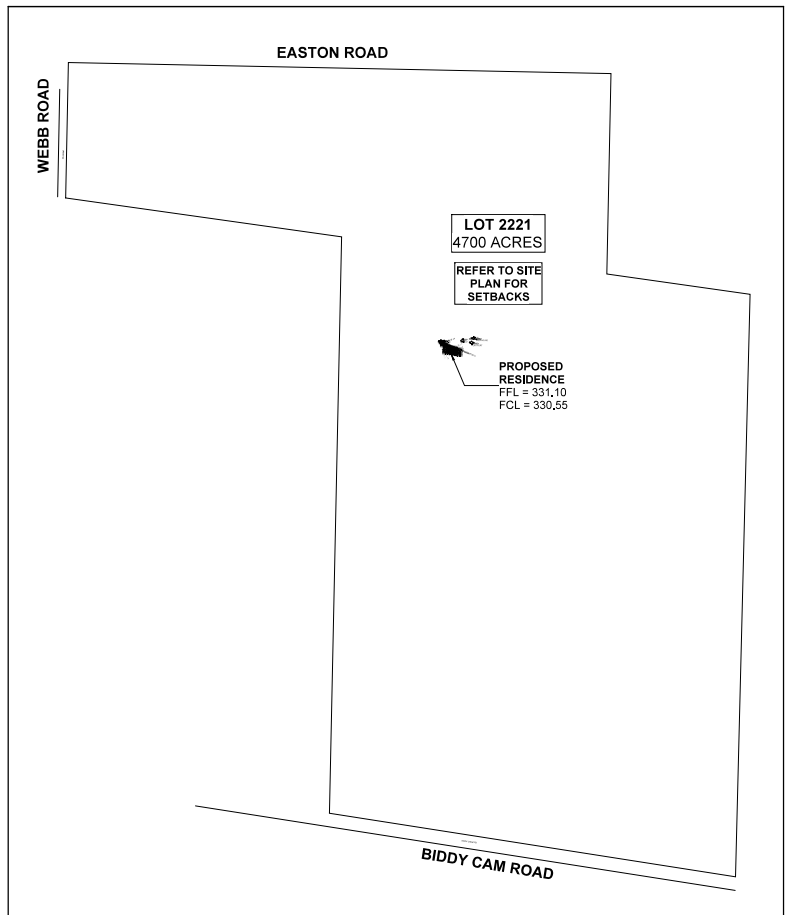 EASTON ROAD
WEBB ROAD
LOT 2221
4700 ACRES
REFER TO SITE
PLAN FOR
SETBACKS
PROPOSED
RESIDENCE
FFL = 331.10
FCL = 330.55
BIDDY CAM ROAD